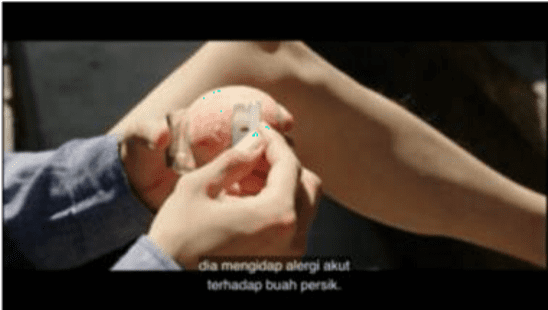 dia mengidap alergi akut
terhadap buah persik.